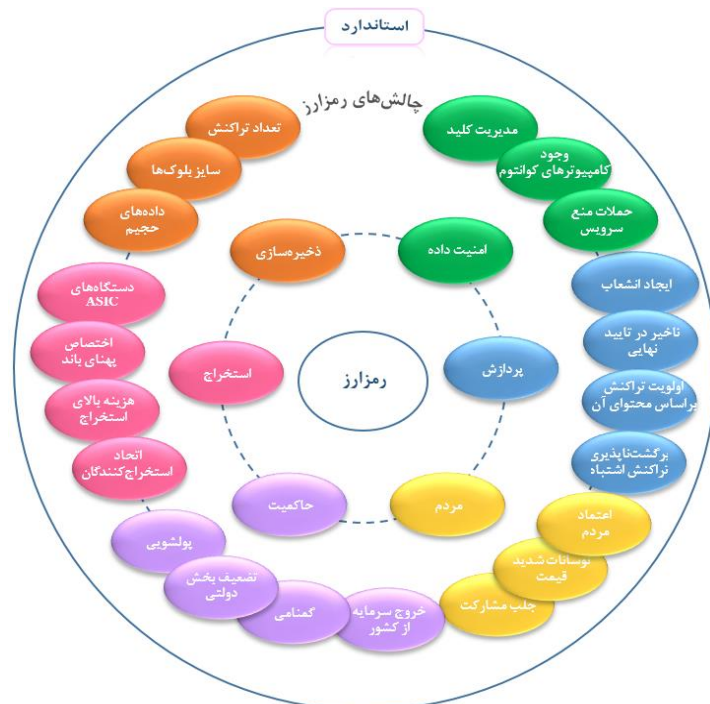 استاندارد
چالش‌های رمزارز
مدیریت کلید
وجود
کامپیوترهای کوانتوم
حملات منع
سرویس
ایجاد انشعاب
تاخیر در تایید
نهایی
اولویت تراکنش
براساس محتوای آن
برگشت‌ناپذیری
تراکنش اشتباه
اعتماد
مردم
نوسانات شدید
قیمت
جلب مشارکت
خروج سرمایه
از کشور
گمنامی
تضعیف بخش
دولتی
پولشویی
اتحاد
استخراج‌کنندگان
هزینه بالای
استخراج
اختصاص
پهنای باند
دستگاه‌های
ASIC
داده‌های
حجیم
سایز بلوک‌ها
تعداد تراکنش
امنیت داده
پردازش
مردم
حاکمیت
استخراج
ذخیره‌سازی
رمزارز